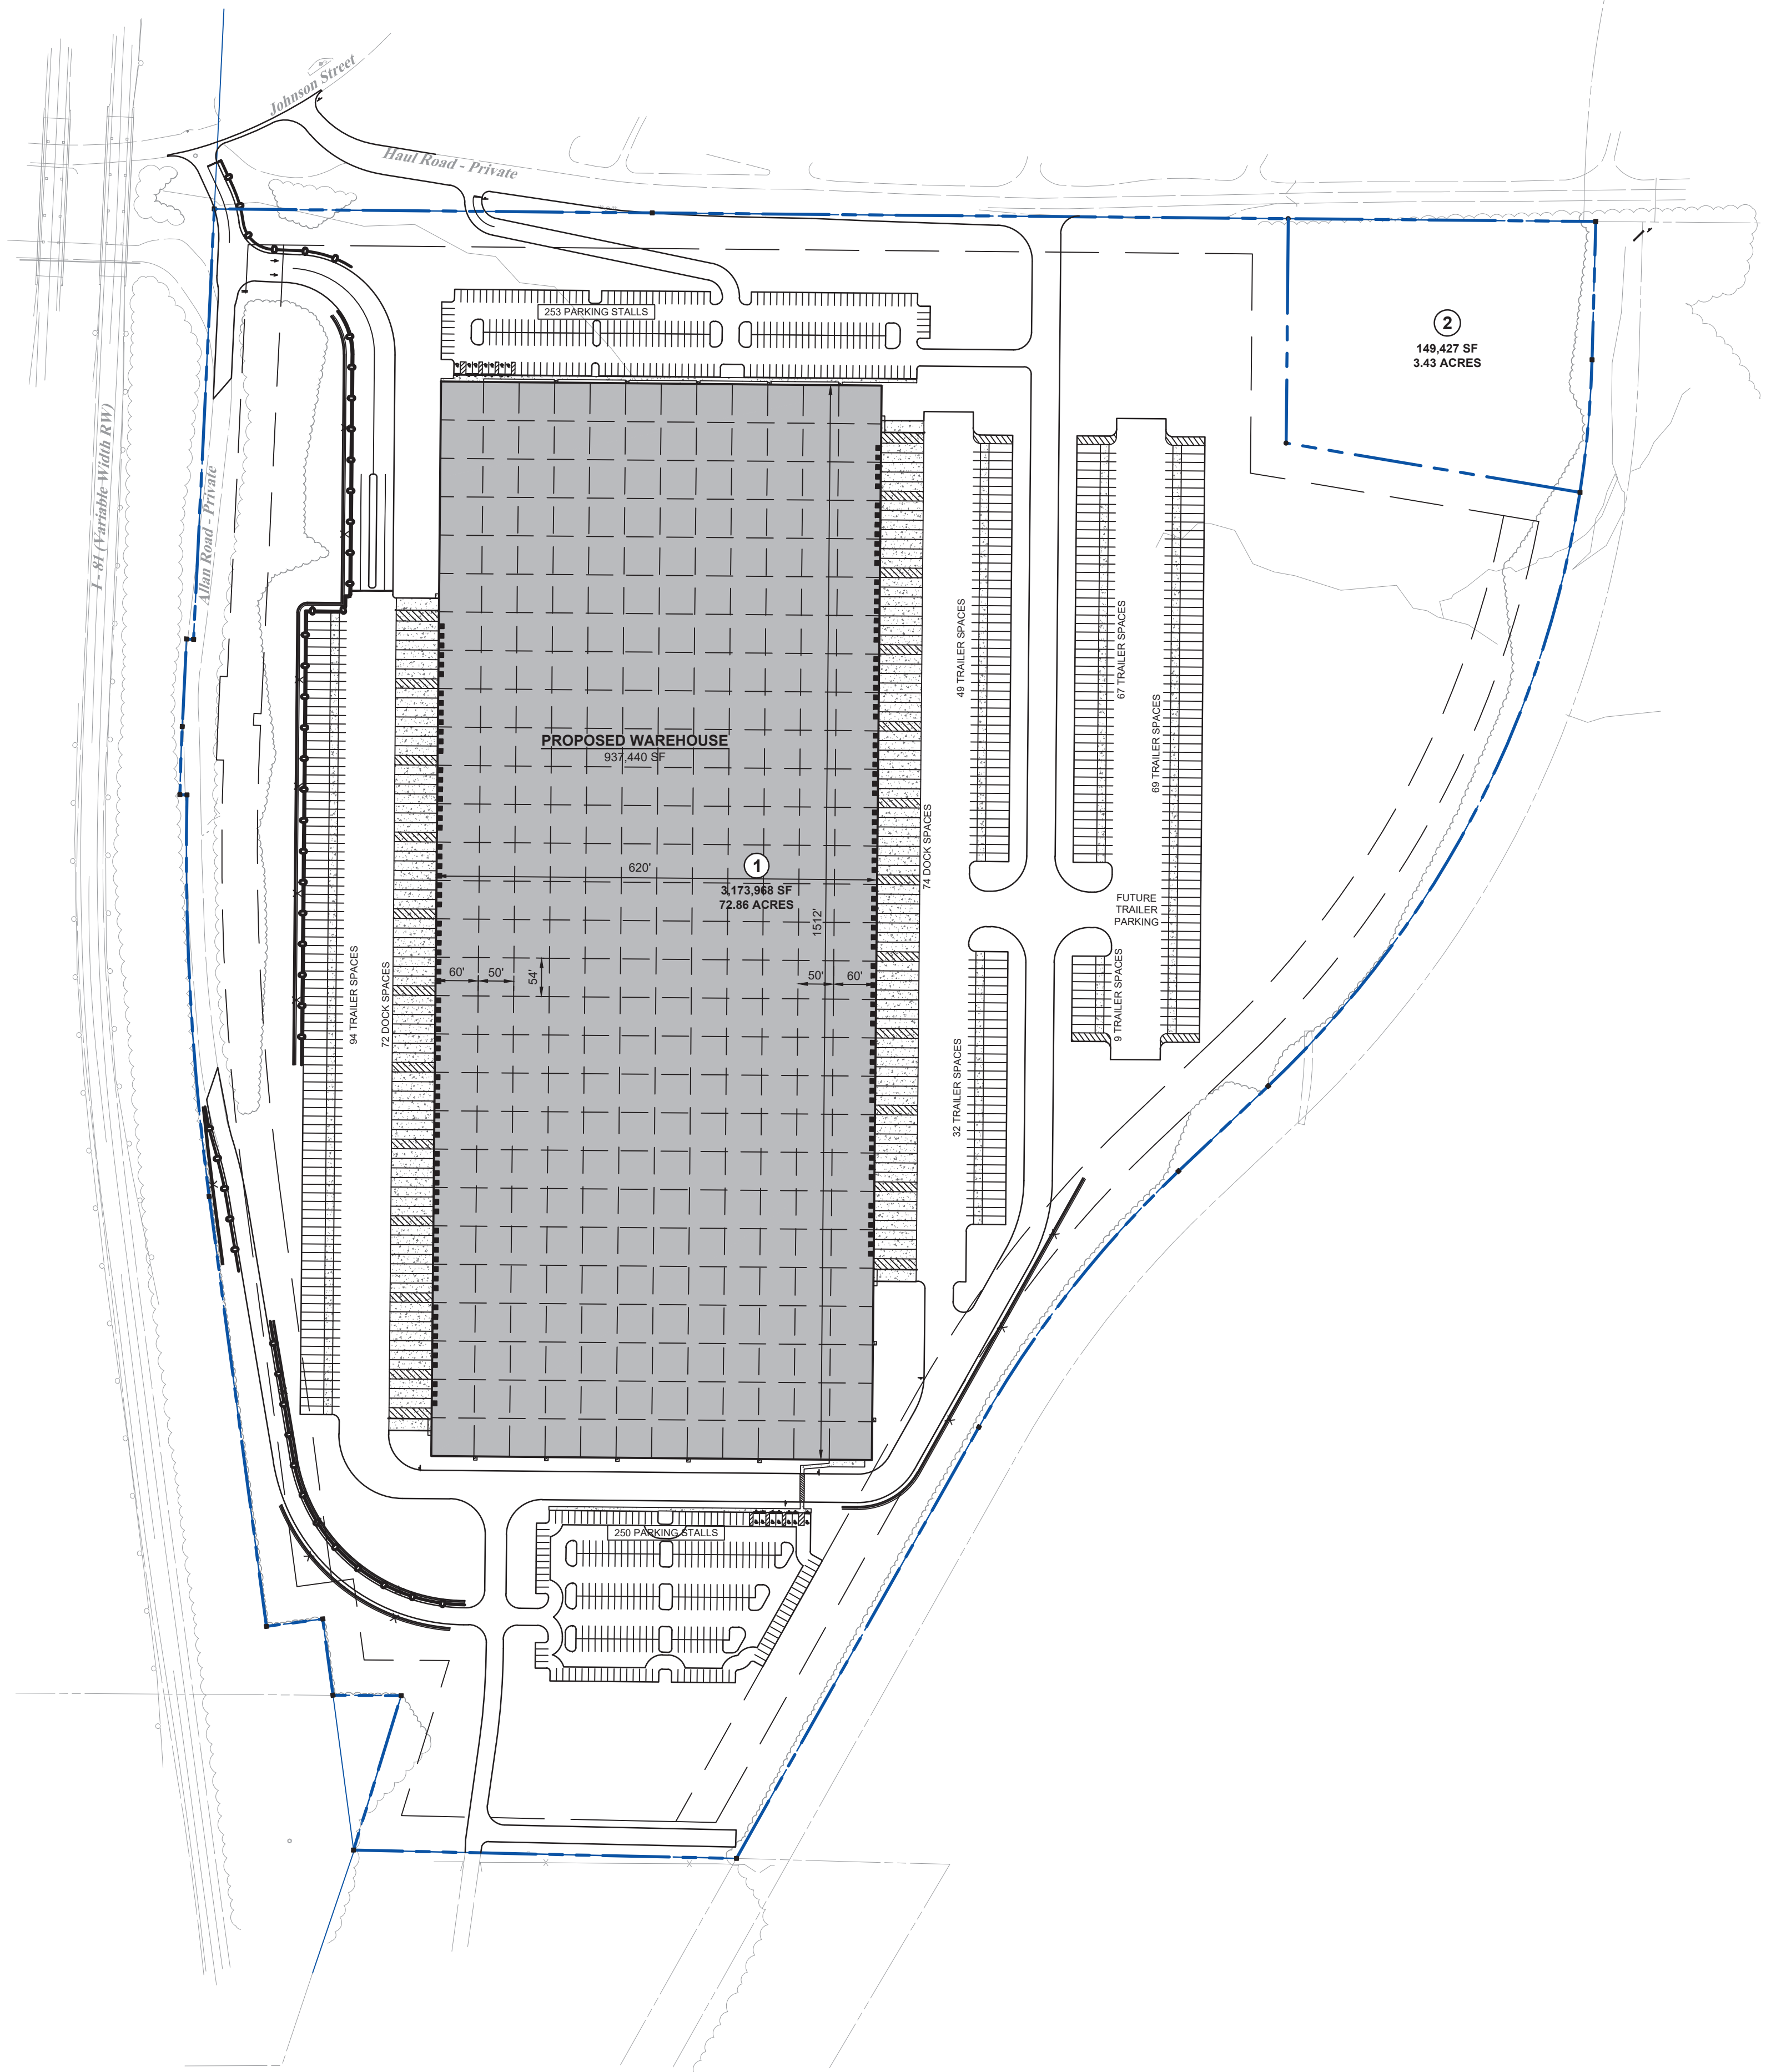 Johnson Street
Haul Road - Private
253 PARKING STALLS
2
149,427 SF
3.43 ACRES
I - 81 (Variable Width RW)
Allan Road - Private
49 TRAILER SPACES
67 TRAILER SPACES
69 TRAILER SPACES
PROPOSED WAREHOUSE
937,440 SF
74 DOCK SPACES
620'
1
3,173,968 SF
72.86 ACRES
1512'
FUTURE
TRAILER
PARKING
94 TRAILER SPACES
72 DOCK SPACES
60'
50'
54'
50'
60'
9 TRAILER SPACES
32 TRAILER SPACES
250 PARKING STALLS